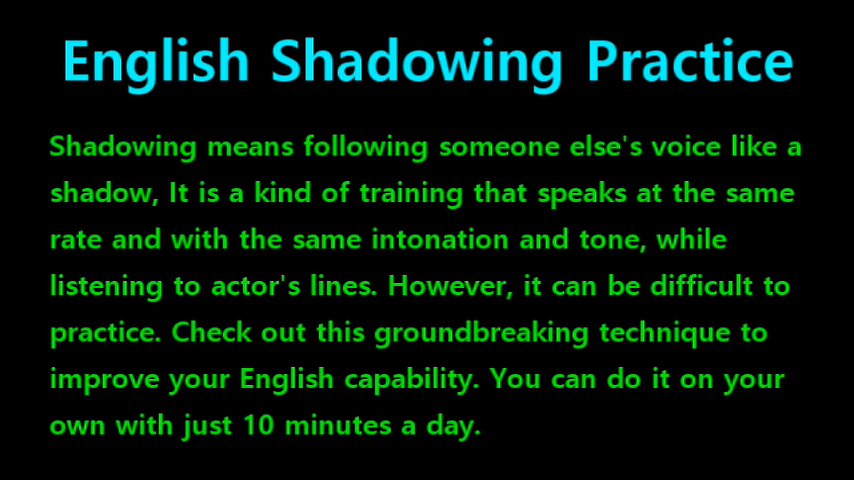 English Shadowing Practice
Shadowing means following someone else's voice like a
shadow, It is a kind of training that speaks at the same
rate and with the same intonation and tone, while
listening to actor's lines. However, it can be difficult to
practice. Check out this groundbreaking technique to
improve your English capability. You can do it on your
own with just 10 minutes a day.